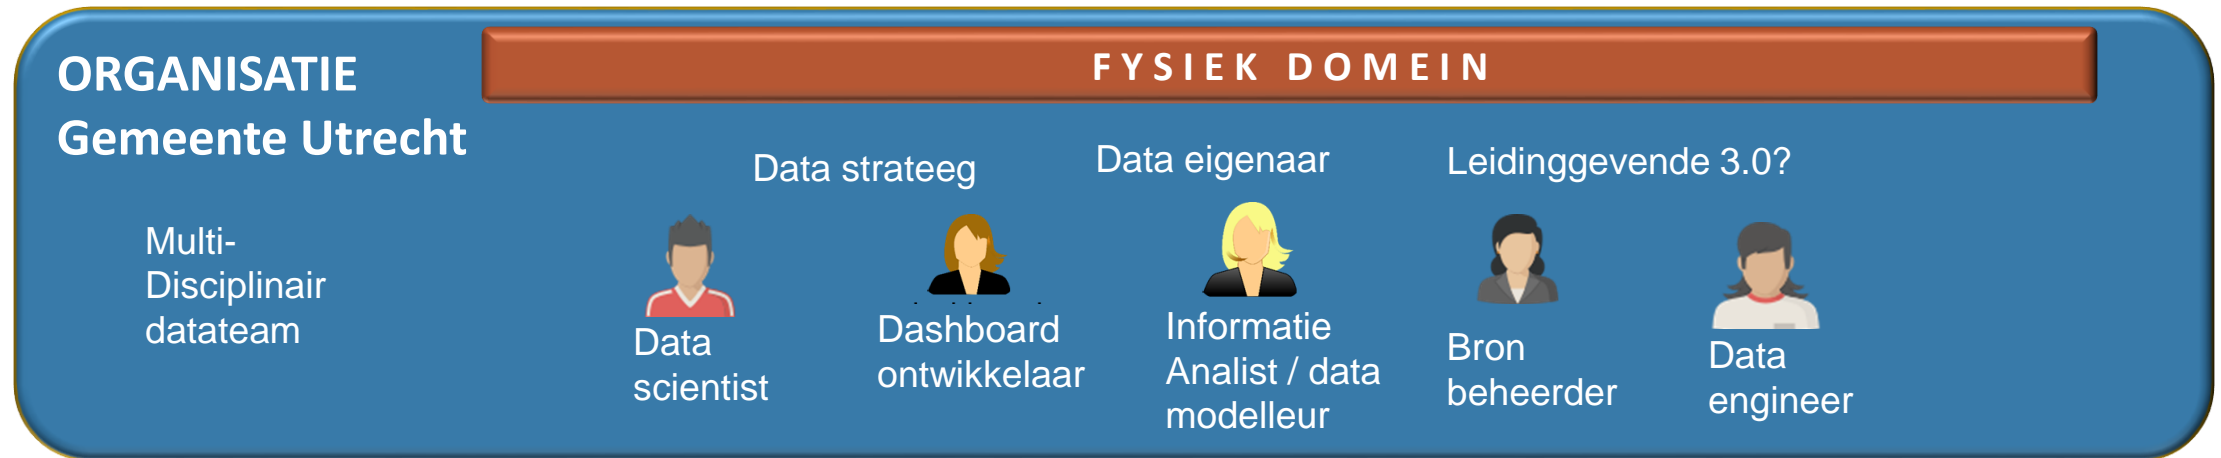 ORGANISATIE
Gemeente Utrecht
FYSIEK DOMEIN
Data strateeg
Data eigenaar
Leidinggevende 3.0?
Multi-
Disciplinair
datateam
Data
scientist
Dashboard
ontwikkelaar
Informatie
Analist / data
modelleur
Bron
beheerder
Data
engineer